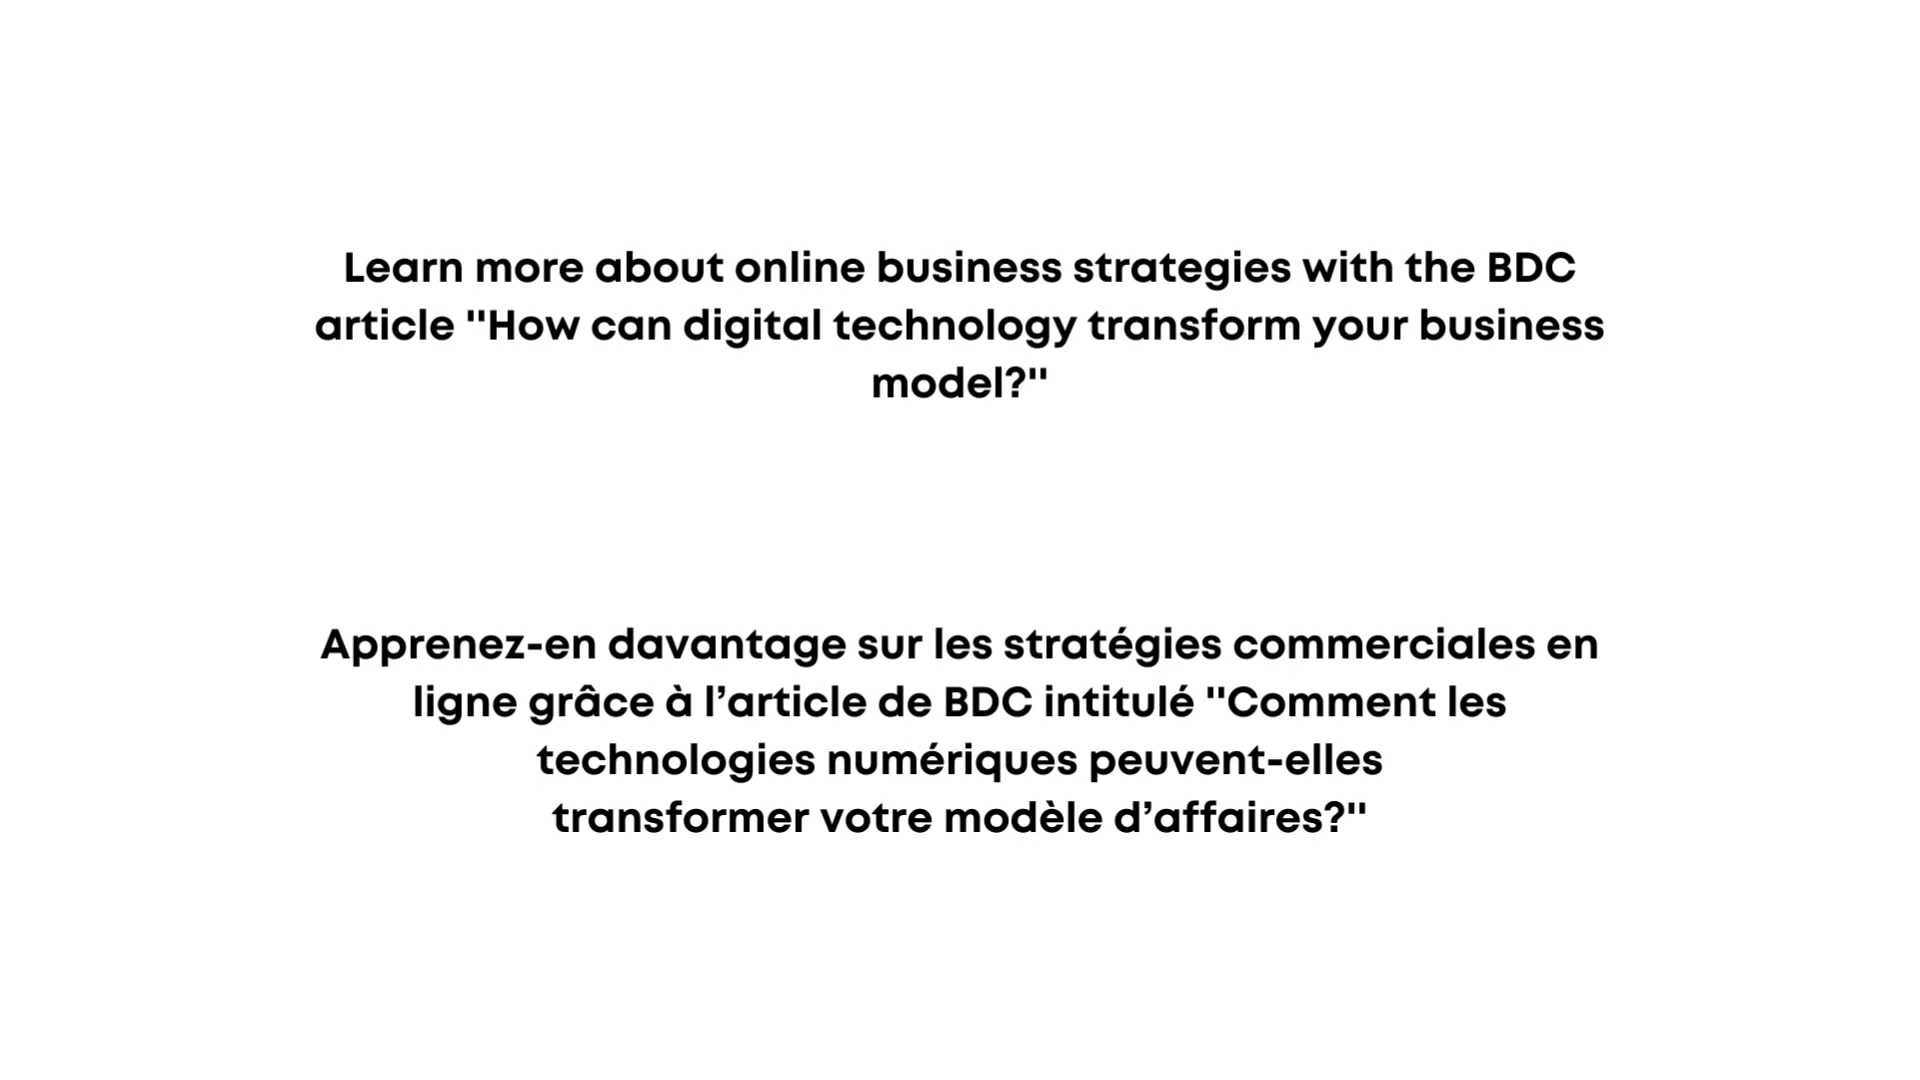 Learn more about online business strategies with the BDC
article "How can digital technology transform your business
model?"
Apprenez-en davantage sur les stratégies commerciales en
ligne grâce à l’article de BDC intitulé "Comment les
technologies numériques peuvent-elles
transformer votre modèle d’affaires?"